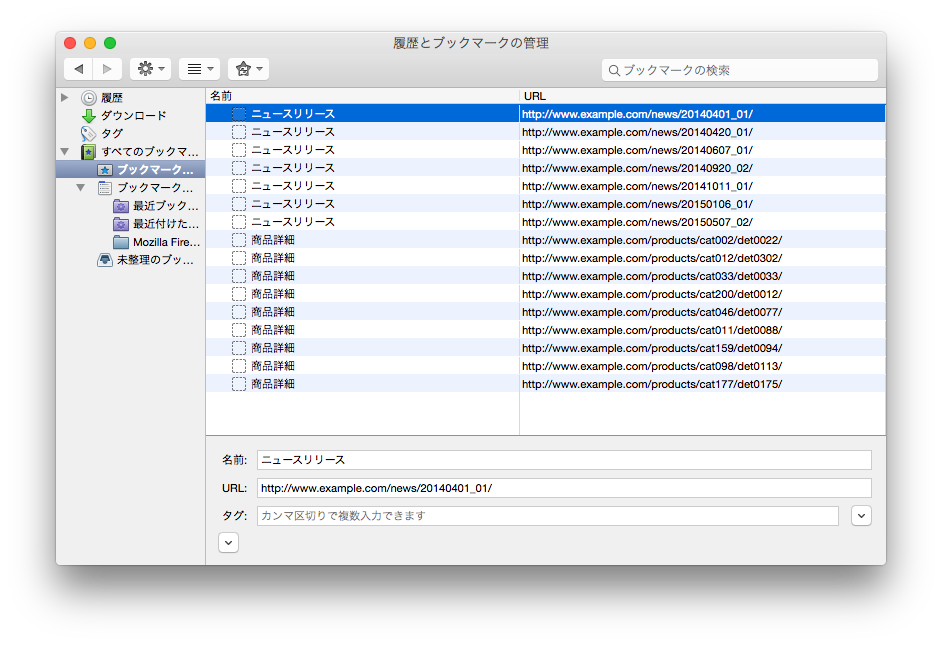 履歴とブックマークの管理
ブックマークの検索
履歴
ダウンロード
タグ
すべてのブックマ...
ブックマーク...
ブックマーク...
最近ブック...
最近付けた...
Mozilla Fire...
未整理のブッ...
名前 URL
ニュースリリース http://www.example.com/news/20140401_01/
ニュースリリース http://www.example.com/news/20140420_01/
ニュースリリース http://www.example.com/news/20140607_01/
ニュースリリース http://www.example.com/news/20140920_02/
ニュースリリース http://www.example.com/news/20141011_01/
ニュースリリース http://www.example.com/news/20150106_01/
ニュースリリース http://www.example.com/news/20150507_02/
商品詳細 http://www.example.com/products/cat002/det0022/
商品詳細 http://www.example.com/products/cat012/det0302/
商品詳細 http://www.example.com/products/cat033/det0033/
商品詳細 http://www.example.com/products/cat200/det0012/
商品詳細 http://www.example.com/products/cat046/det0077/
商品詳細 http://www.example.com/products/cat011/det0088/
商品詳細 http://www.example.com/products/cat159/det0094/
商品詳細 http://www.example.com/products/cat098/det0113/
商品詳細 http://www.example.com/products/cat177/det0175/
名前: ニュースリリース
URL: http://www.example.com/news/20140401_01/
タグ: カンマ区切りで複数入力できます